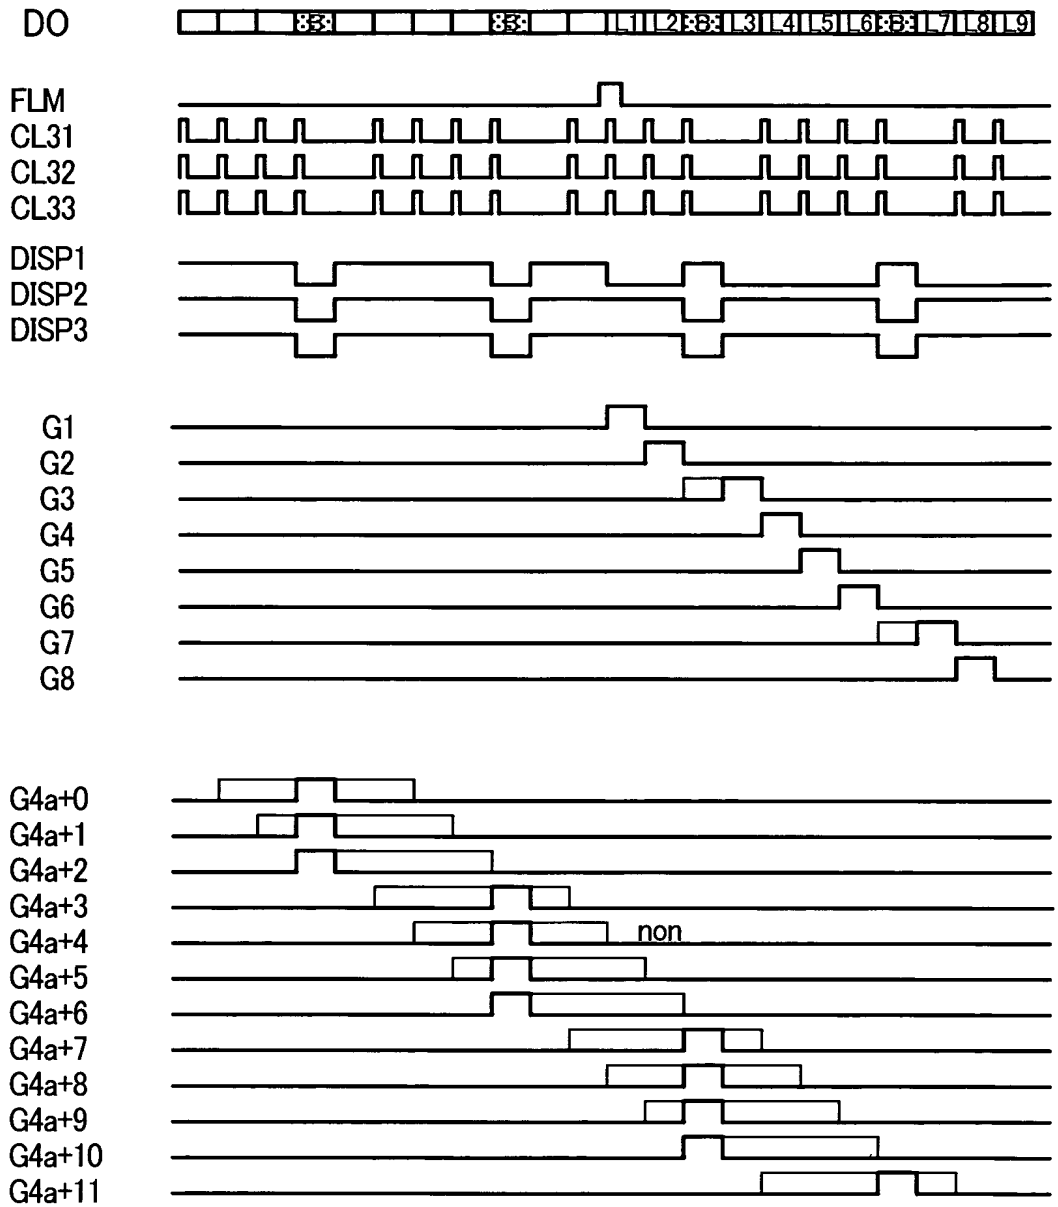 DO B B L1 L2 B L3 L4 L5 L6 B L7 L8 L9
FLM
CL31
CL32
CL33
DISP1
DISP2
DISP3
G1
G2
G3
G4
G5
G6
G7
G8
G4a+0
G4a+1
G4a+2
G4a+3
G4a+4 non
G4a+5
G4a+6
G4a+7
G4a+8
G4a+9
G4a+10
G4a+11